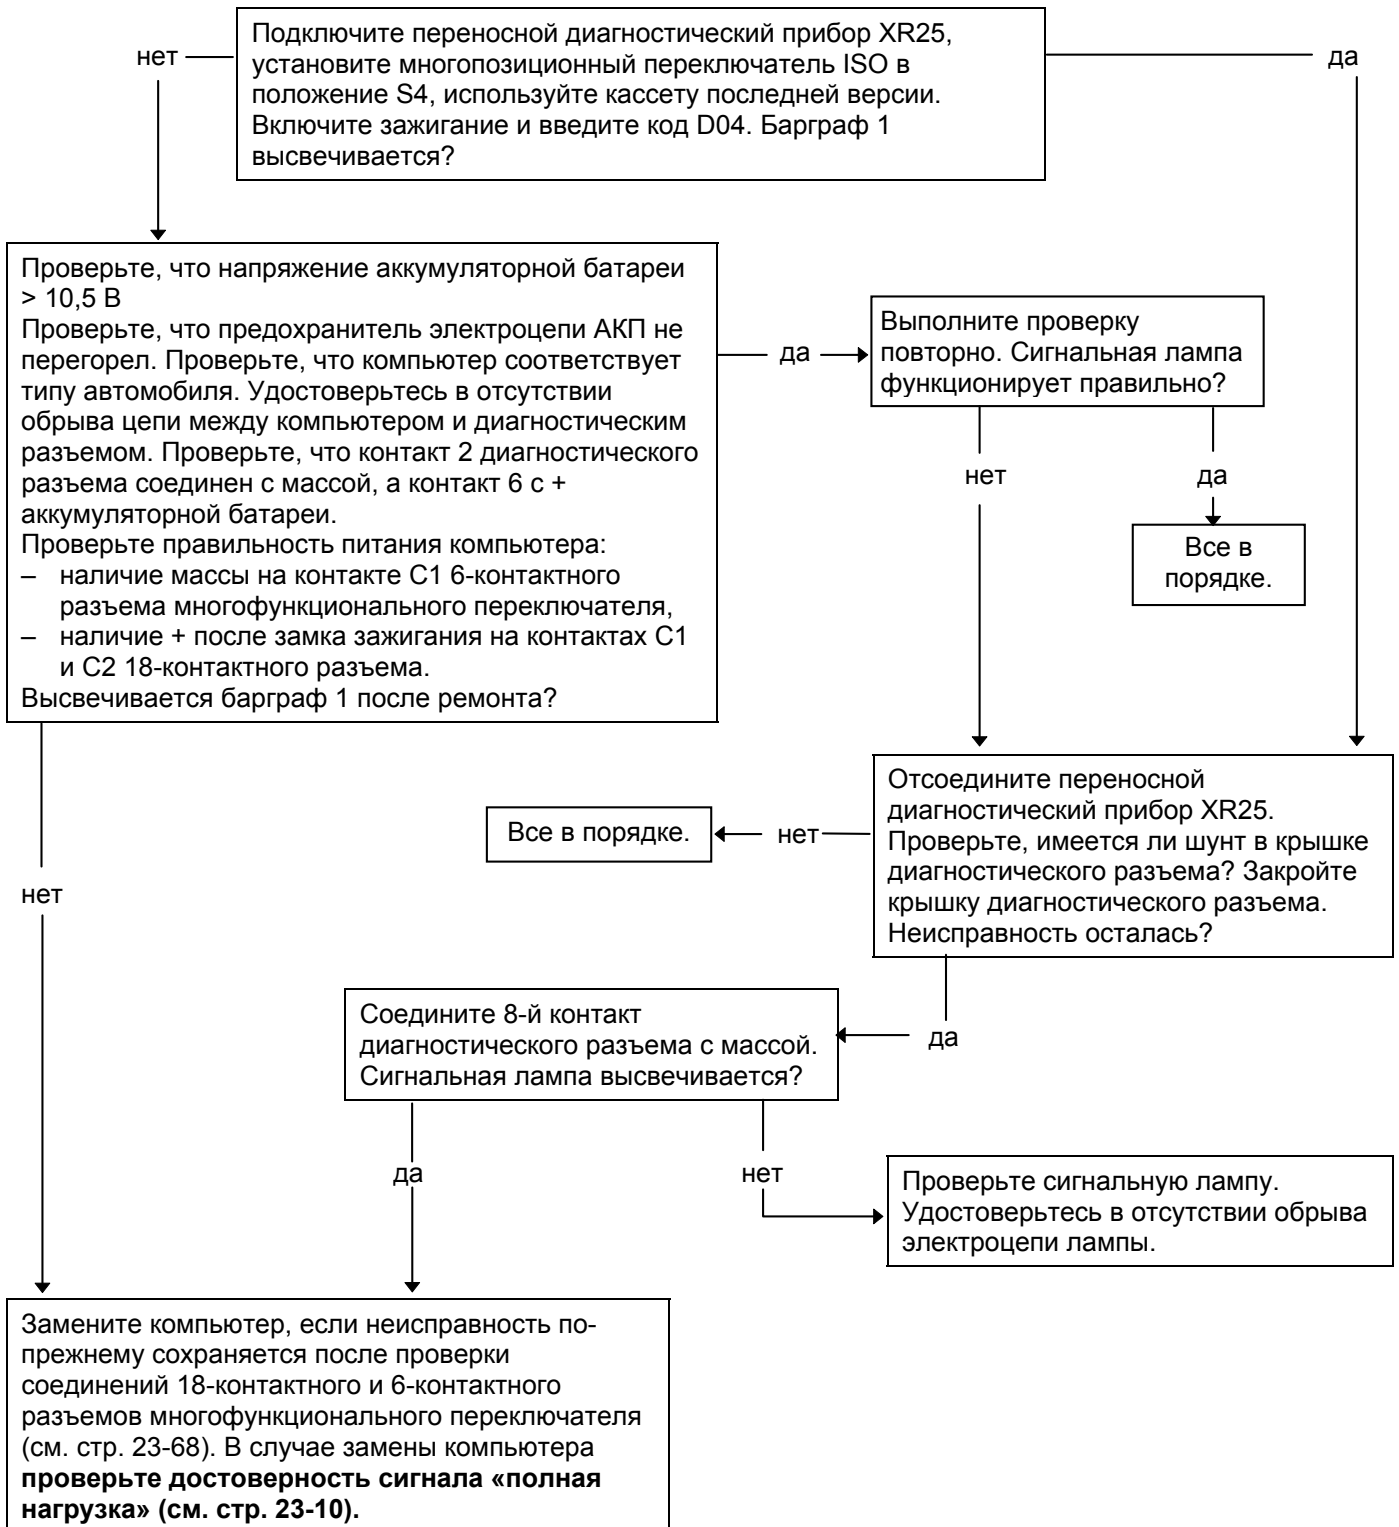 Подключите переносной диагностический прибор XR25,
установите многопозиционный переключатель ISO в
положение S4, используйте кассету последней версии.
Включите зажигание и введите код D04. Барграф 1
высвечивается?
нет
да
Проверьте, что напряжение аккумуляторной батареи
> 10,5 В
Проверьте, что предохранитель электроцепи АКП не
перегорел. Проверьте, что компьютер соответствует
типу автомобиля. Удостоверьтесь в отсутствии
обрыва цепи между компьютером и диагностическим
разъемом. Проверьте, что контакт 2 диагностического
разъема соединен с массой, а контакт 6 с +
аккумуляторной батареи.
Проверьте правильность питания компьютера:
– наличие массы на контакте С1 6-контактного
разъема многофункционального переключателя,
– наличие + после замка зажигания на контактах С1
и С2 18-контактного разъема.
Высвечивается барграф 1 после ремонта?
да
Выполните проверку
повторно. Сигнальная лампа
функционирует правильно?
нет
да
Все в
порядке.
Отсоедините переносной
диагностический прибор XR25.
Проверьте, имеется ли шунт в крышке
диагностического разъема? Закройте
крышку диагностического разъема.
Неисправность осталась?
нет
Все в порядке.
нет
да
Соедините 8-й контакт
диагностического разъема с массой.
Сигнальная лампа высвечивается?
да
нет
Проверьте сигнальную лампу.
Удостоверьтесь в отсутствии обрыва
электроцепи лампы.
Замените компьютер, если неисправность по-
прежнему сохраняется после проверки
соединений 18-контактного и 6-контактного
разъемов многофункционального переключателя
(см. стр. 23-68). В случае замены компьютера
проверьте достоверность сигнала «полная
нагрузка» (см. стр. 23-10).